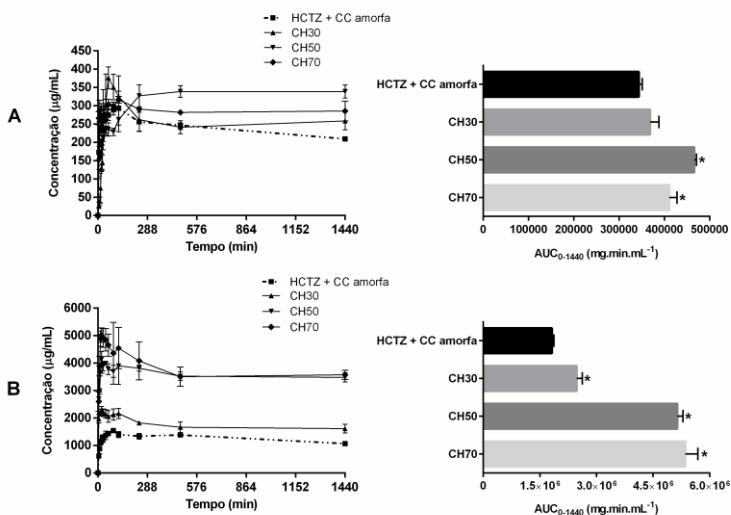 A
HCTZ + CC amorfa
CH30
CH50
CH70
Concentração (µg/mL)
450
400
350
300
250
200
150
100
50
0
0 288 576 864 1152 1440
Tempo (min)
HCTZ + CC amorfa
CH30
CH50 *
CH70 *
0 100000 200000 300000 400000 500000
AUC0-1440 (mg.min.mL-1)
B
HCTZ + CC amorfa
CH30
CH50
CH70
Concentração (µg/mL)
6000
5000
4000
3000
2000
1000
0
0 288 576 864 1152 1440
Tempo (min)
HCTZ + CC amorfa
CH30 *
CH50 *
CH70 *
0 1.5×10⁶ 3.0×10⁶ 4.5×10⁶ 6.0×10⁶
AUC0-1440 (mg.min.mL-1)